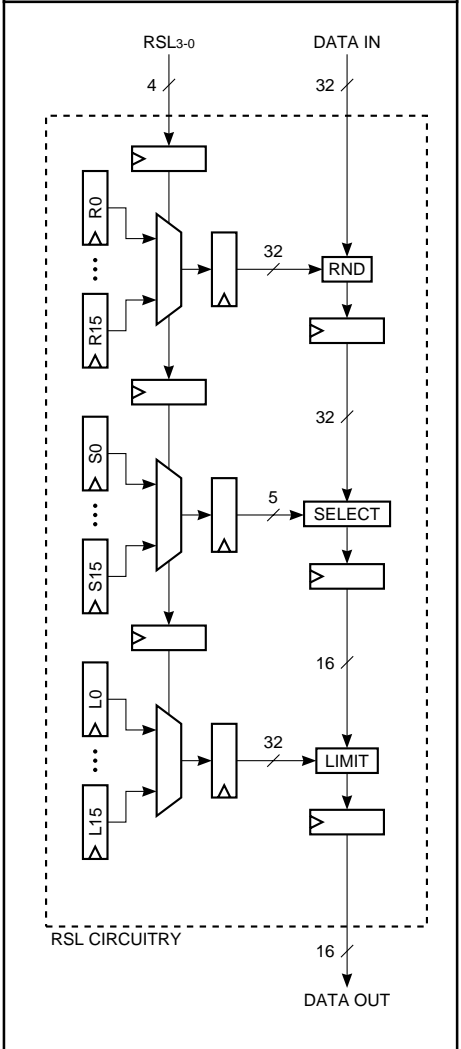 RSL3-0 DATA IN
4 32
R0
R15
32
RND
32
S0
S15
5
SELECT
16
L0
L15
32
LIMIT
RSL CIRCUITRY
16
DATA OUT